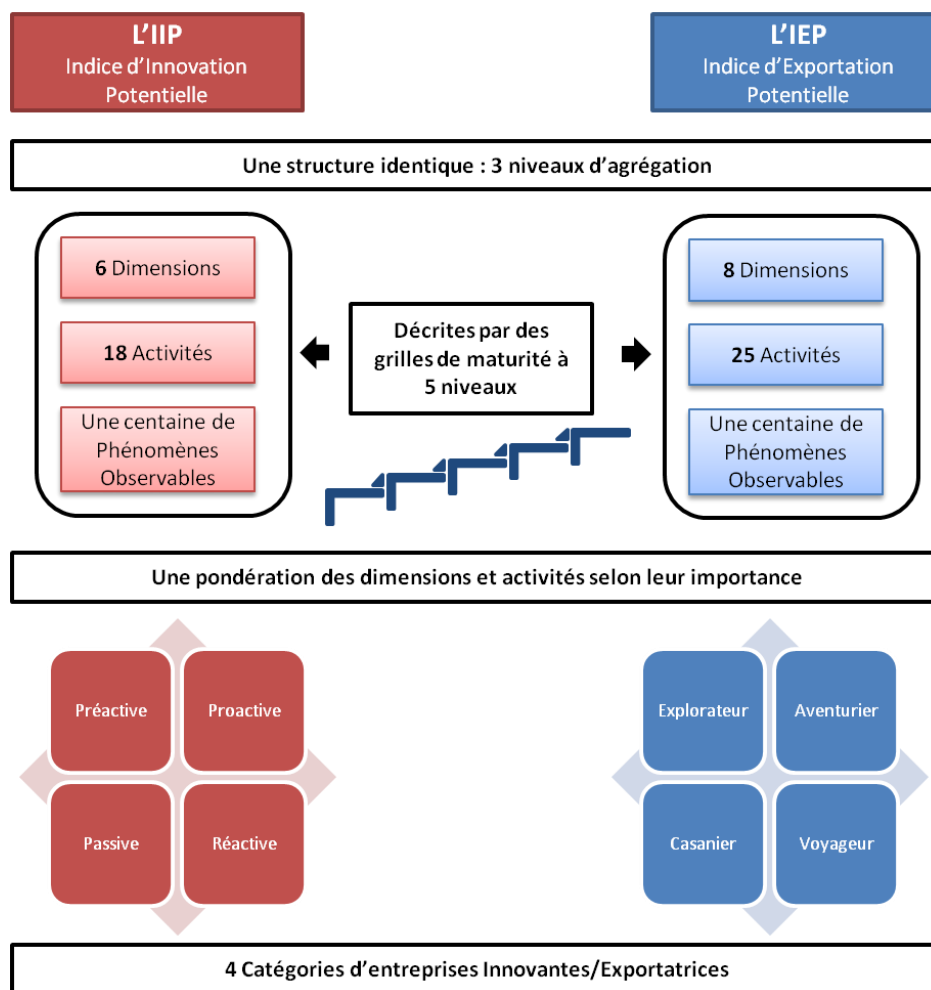 L'IIP
Indice d'Innovation
Potentielle
L'IEP
Indice d'Exportation
Potentielle
Une structure identique : 3 niveaux d'agrégation
6 Dimensions
18 Activités
Une centaine de
Phénomènes
Observables
Décrites par des
grilles de maturité à
5 niveaux
8 Dimensions
25 Activités
Une centaine de
Phénomènes
Observables
Une pondération des dimensions et activités selon leur importance
Préactive
Proactive
Passive
Réactive
Explorateur
Aventurier
Casanier
Voyageur
4 Catégories d'entreprises Innovantes/Exportatrices